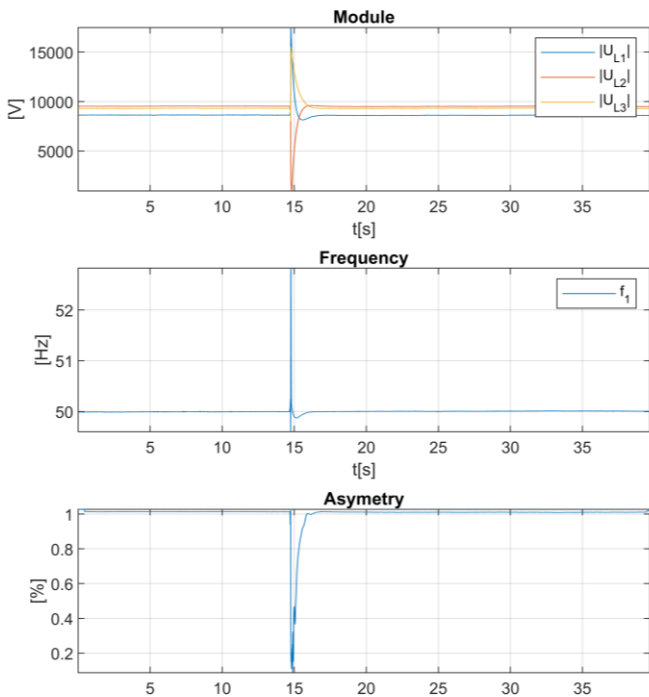 Module
15000
10000
5000
[V]
|U_L1|
|U_L2|
|U_L3|
5 10 15 20 25 30 35
t[s]
Frequency
52
51
50
[Hz]
f_1
5 10 15 20 25 30 35
t[s]
Asymetry
1
0.8
0.6
0.4
0.2
[%]
5 10 15 20 25 30 35